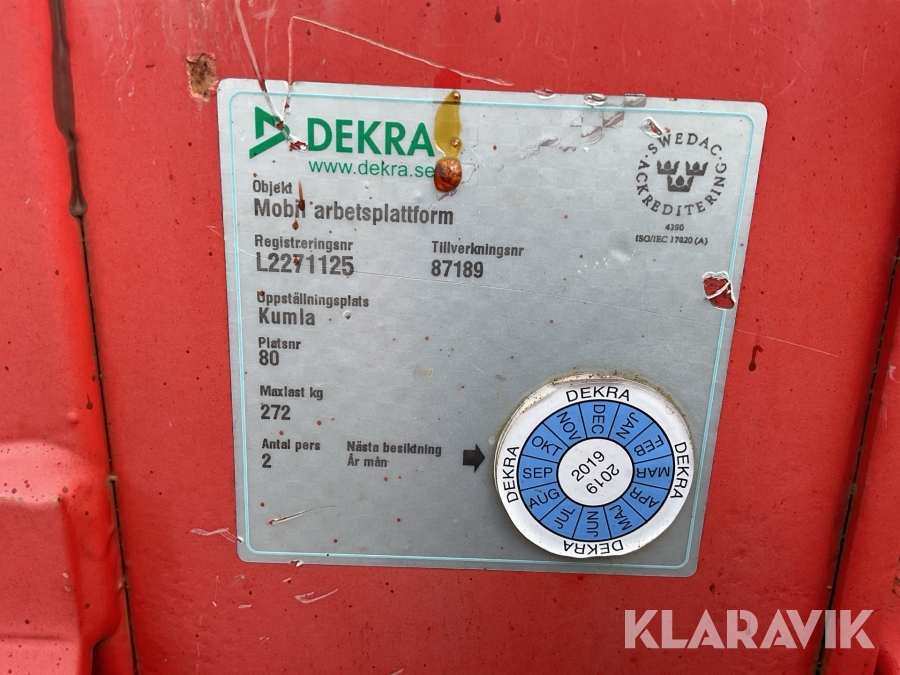 DEKRA
www.dekra.se
SWEDAC
ACKREDITERING
4390
ISO/IEC 17020 (A)
Objekt
Mobil arbetsplattform
Registreringsnr
L2271125
Tillverkningsnr
87189
Uppställningsplats
Kumla
Platsnr
80
Maxlast kg
272
Antal pers
2
Nästa besiktning
År mån
DEKRA
DEKRA
DEKRA
DEKRA
JAN
FEB
MAR
APR
MAJ
JUN
JUL
AUG
SEP
OKT
NOV
DEC
2019
2019
KLARAVIK